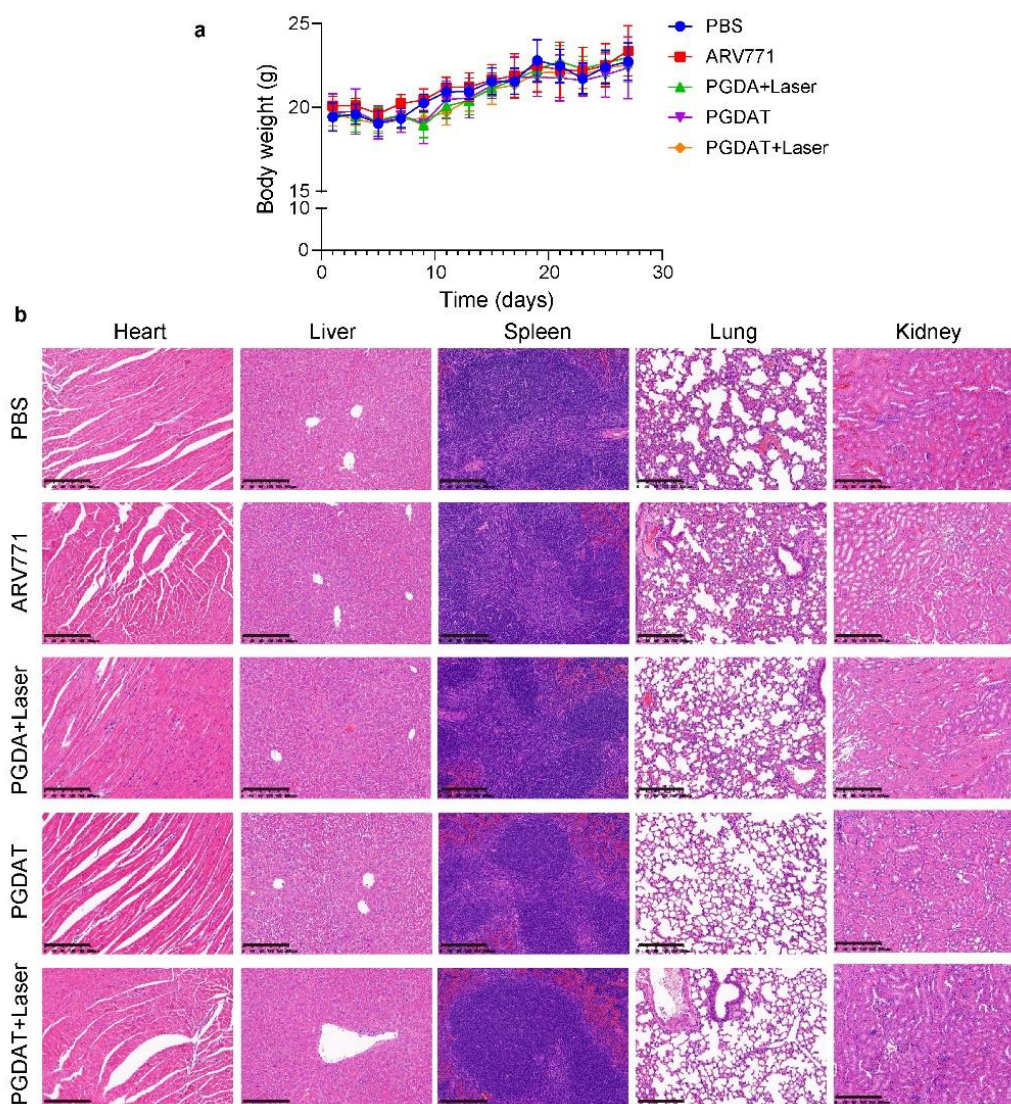 a
25
20
15
10
0
Body weight (g)
0 10 20 30
Time (days)
PBS
ARV771
PGDA+Laser
PGDAT
PGDAT+Laser
b
Heart Liver Spleen Lung Kidney
PBS
ARV771
PGDA+Laser
PGDAT
PGDAT+Laser